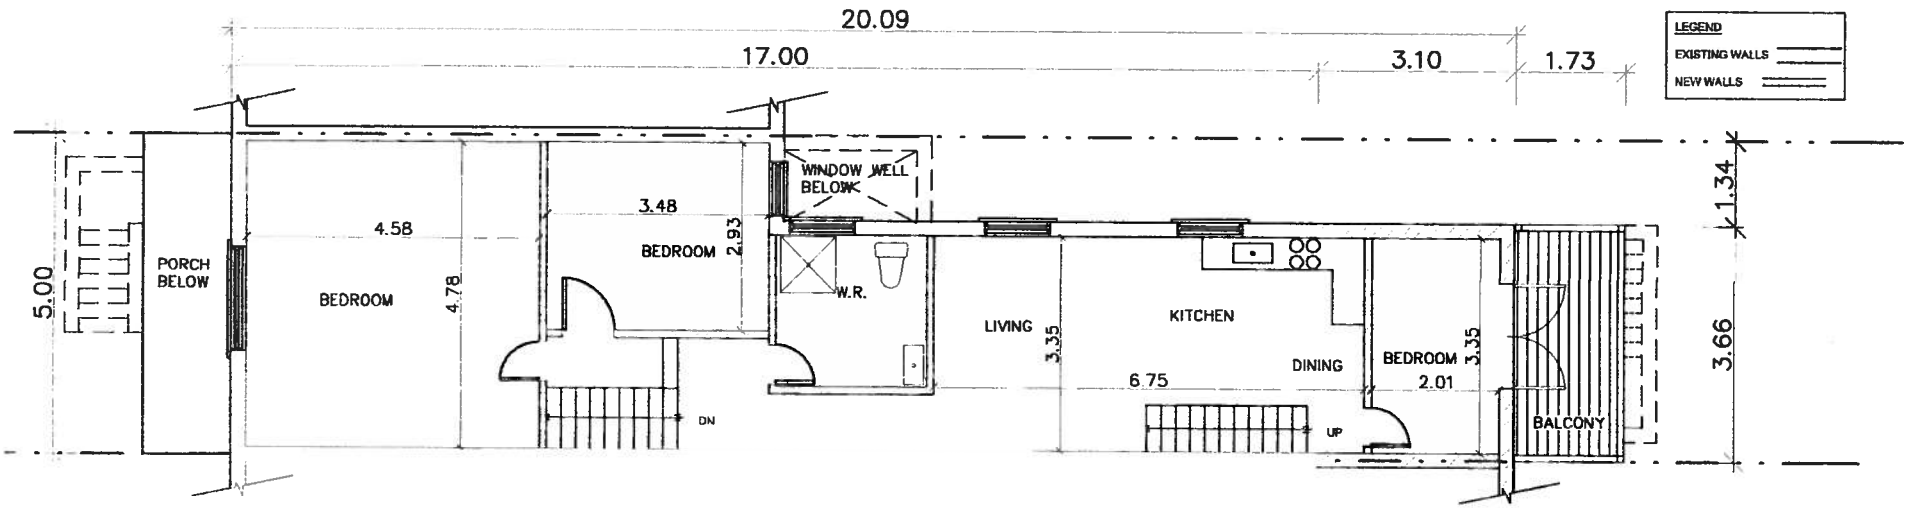 20.09
17.00
3.10
1.73
LEGEND
EXISTING WALLS
NEW WALLS
WINDOW WELL
BELOW
1.34
3.48
4.58
BEDROOM
2.93
PORCH
BELOW
5.00
BEDROOM
4.78
W.R.
LIVING
3.35
KITCHEN
DINING
BEDROOM
3.35
2.01
6.75
3.66
DN
UP
BALCONY